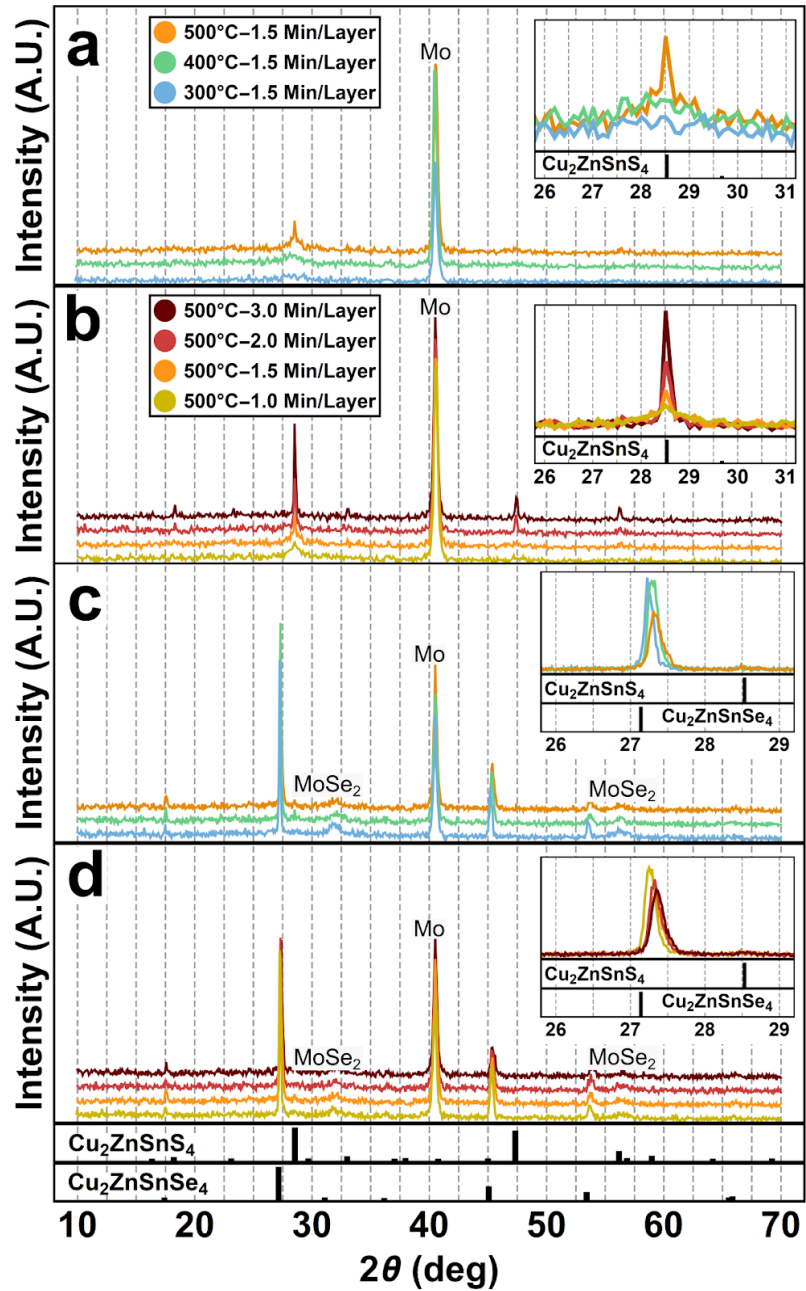 a
500°C–1.5 Min/Layer
400°C–1.5 Min/Layer
300°C–1.5 Min/Layer
Mo
Intensity (A.U.)
Cu₂ZnSnS₄
26 27 28 29 30 31
b
500°C–3.0 Min/Layer
500°C–2.0 Min/Layer
500°C–1.5 Min/Layer
500°C–1.0 Min/Layer
Mo
Intensity (A.U.)
Cu₂ZnSnS₄
26 27 28 29 30 31
c
Mo
MoSe₂
MoSe₂
Intensity (A.U.)
Cu₂ZnSnS₄
Cu₂ZnSnSe₄
26 27 28 29
d
Mo
MoSe₂
MoSe₂
Intensity (A.U.)
Cu₂ZnSnS₄
Cu₂ZnSnSe₄
26 27 28 29
Cu₂ZnSnS₄
Cu₂ZnSnSe₄
10 20 30 40 50 60 70
2θ (deg)